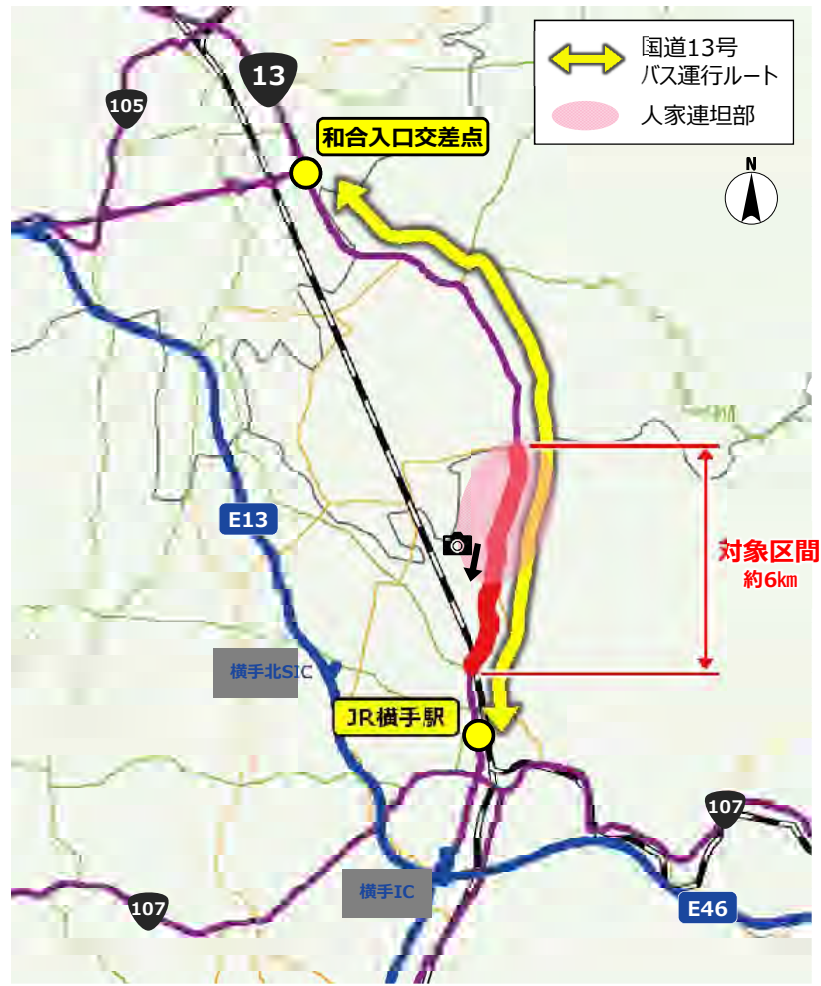 国道13号
バス運行ルート
人家連坦部
N
13
105
和合入口交差点
E13
対象区間
約6㎞
横手北SIC
JR横手駅
107
横手IC
107
E46